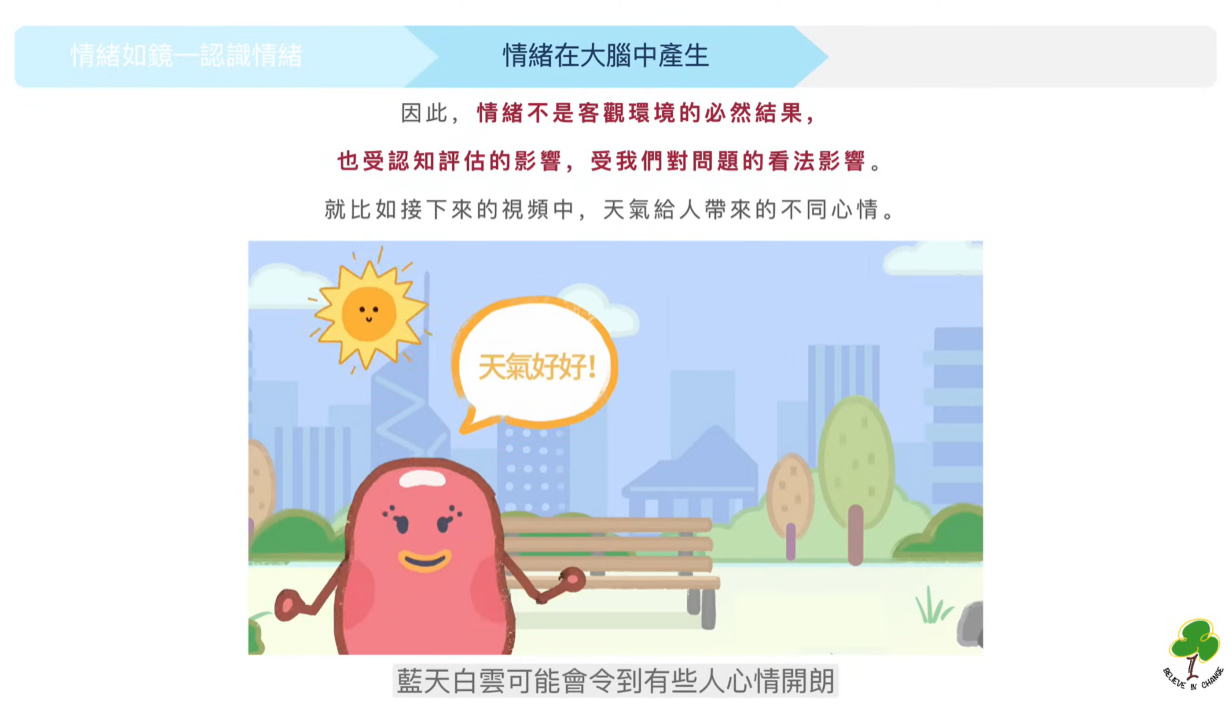 情緒如鏡—認識情緒
情緒在大腦中產生
因此，情緒不是客觀環境的必然結果，
也受認知評估的影響，受我們對問題的看法影響。
就比如接下來的視頻中，天氣給人帶來的不同心情。
天氣好好！
藍天白雲可能會令到有些人心情開朗
BELIEVE IN CHANGE